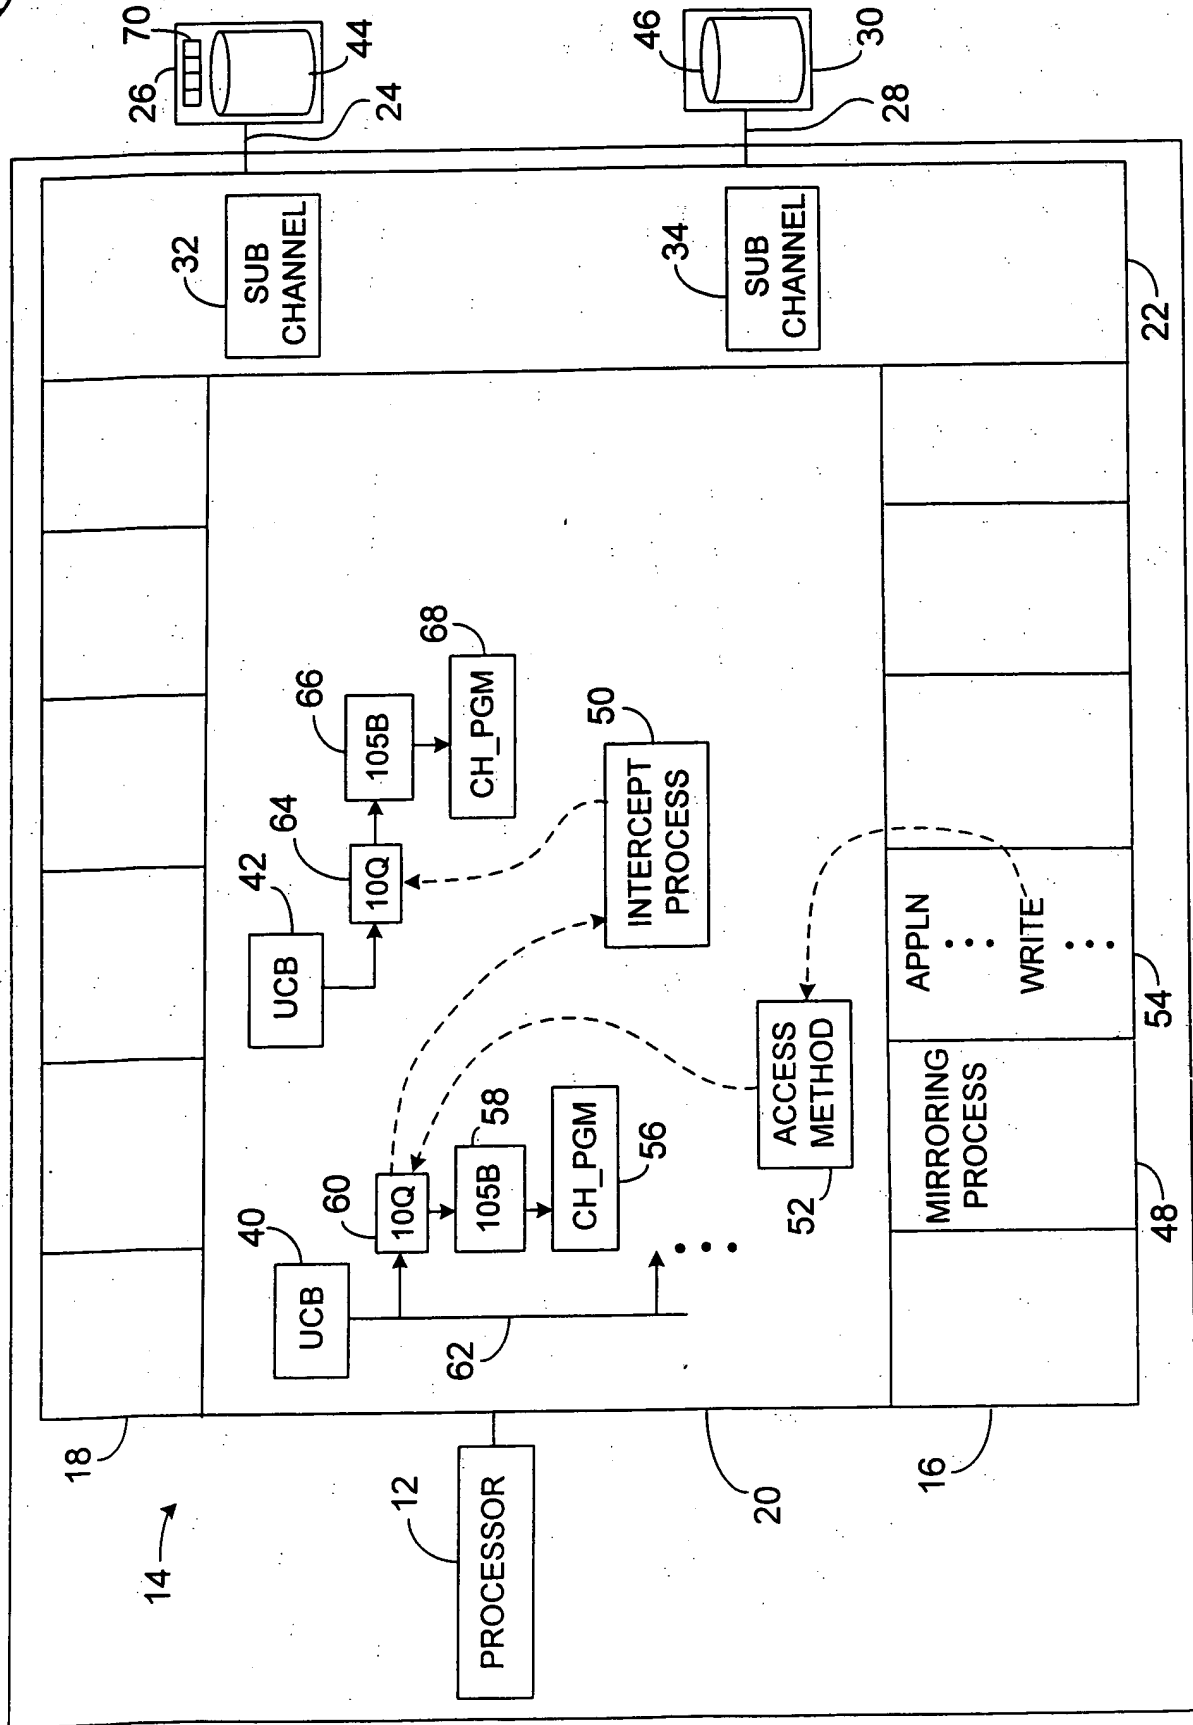 14
18
70
26
44
24
32
SUB
CHANNEL
12
PROCESSOR
40
UCB
42
UCB
60
10Q
58
105B
56
CH_PGM
62
64
10Q
66
105B
68
CH_PGM
50
INTERCEPT
PROCESS
52
ACCESS
METHOD
20
46
30
28
34
SUB
CHANNEL
16
MIRRORING
PROCESS
48
APPLN
WRITE
54
22